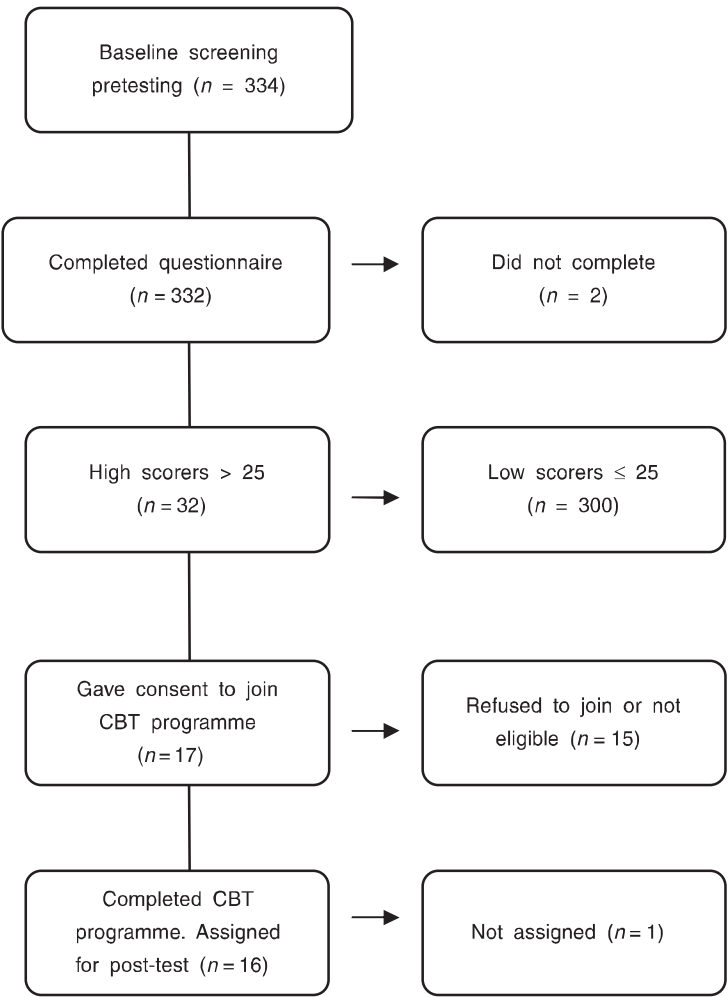 Baseline screening
pretesting (n = 334)
Completed questionnaire
(n = 332)
Did not complete
(n = 2)
High scorers > 25
(n = 32)
Low scorers ≤ 25
(n = 300)
Gave consent to join
CBT programme
(n = 17)
Refused to join or not
eligible (n = 15)
Completed CBT
programme. Assigned
for post-test (n = 16)
Not assigned (n = 1)